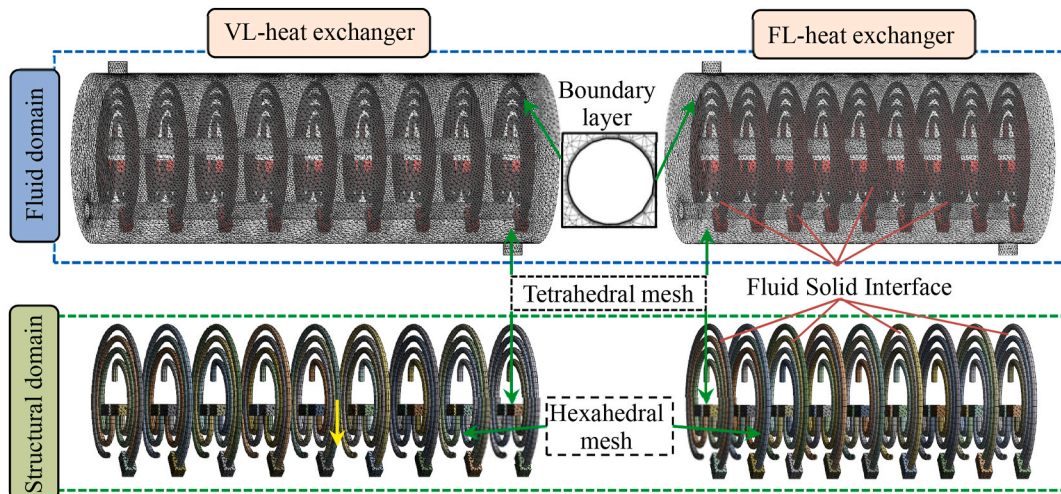 VL-heat exchanger
FL-heat exchanger
Fluid domain
Boundary
layer
Tetrahedral mesh
Fluid Solid Interface
Structural domain
Hexahedral
mesh